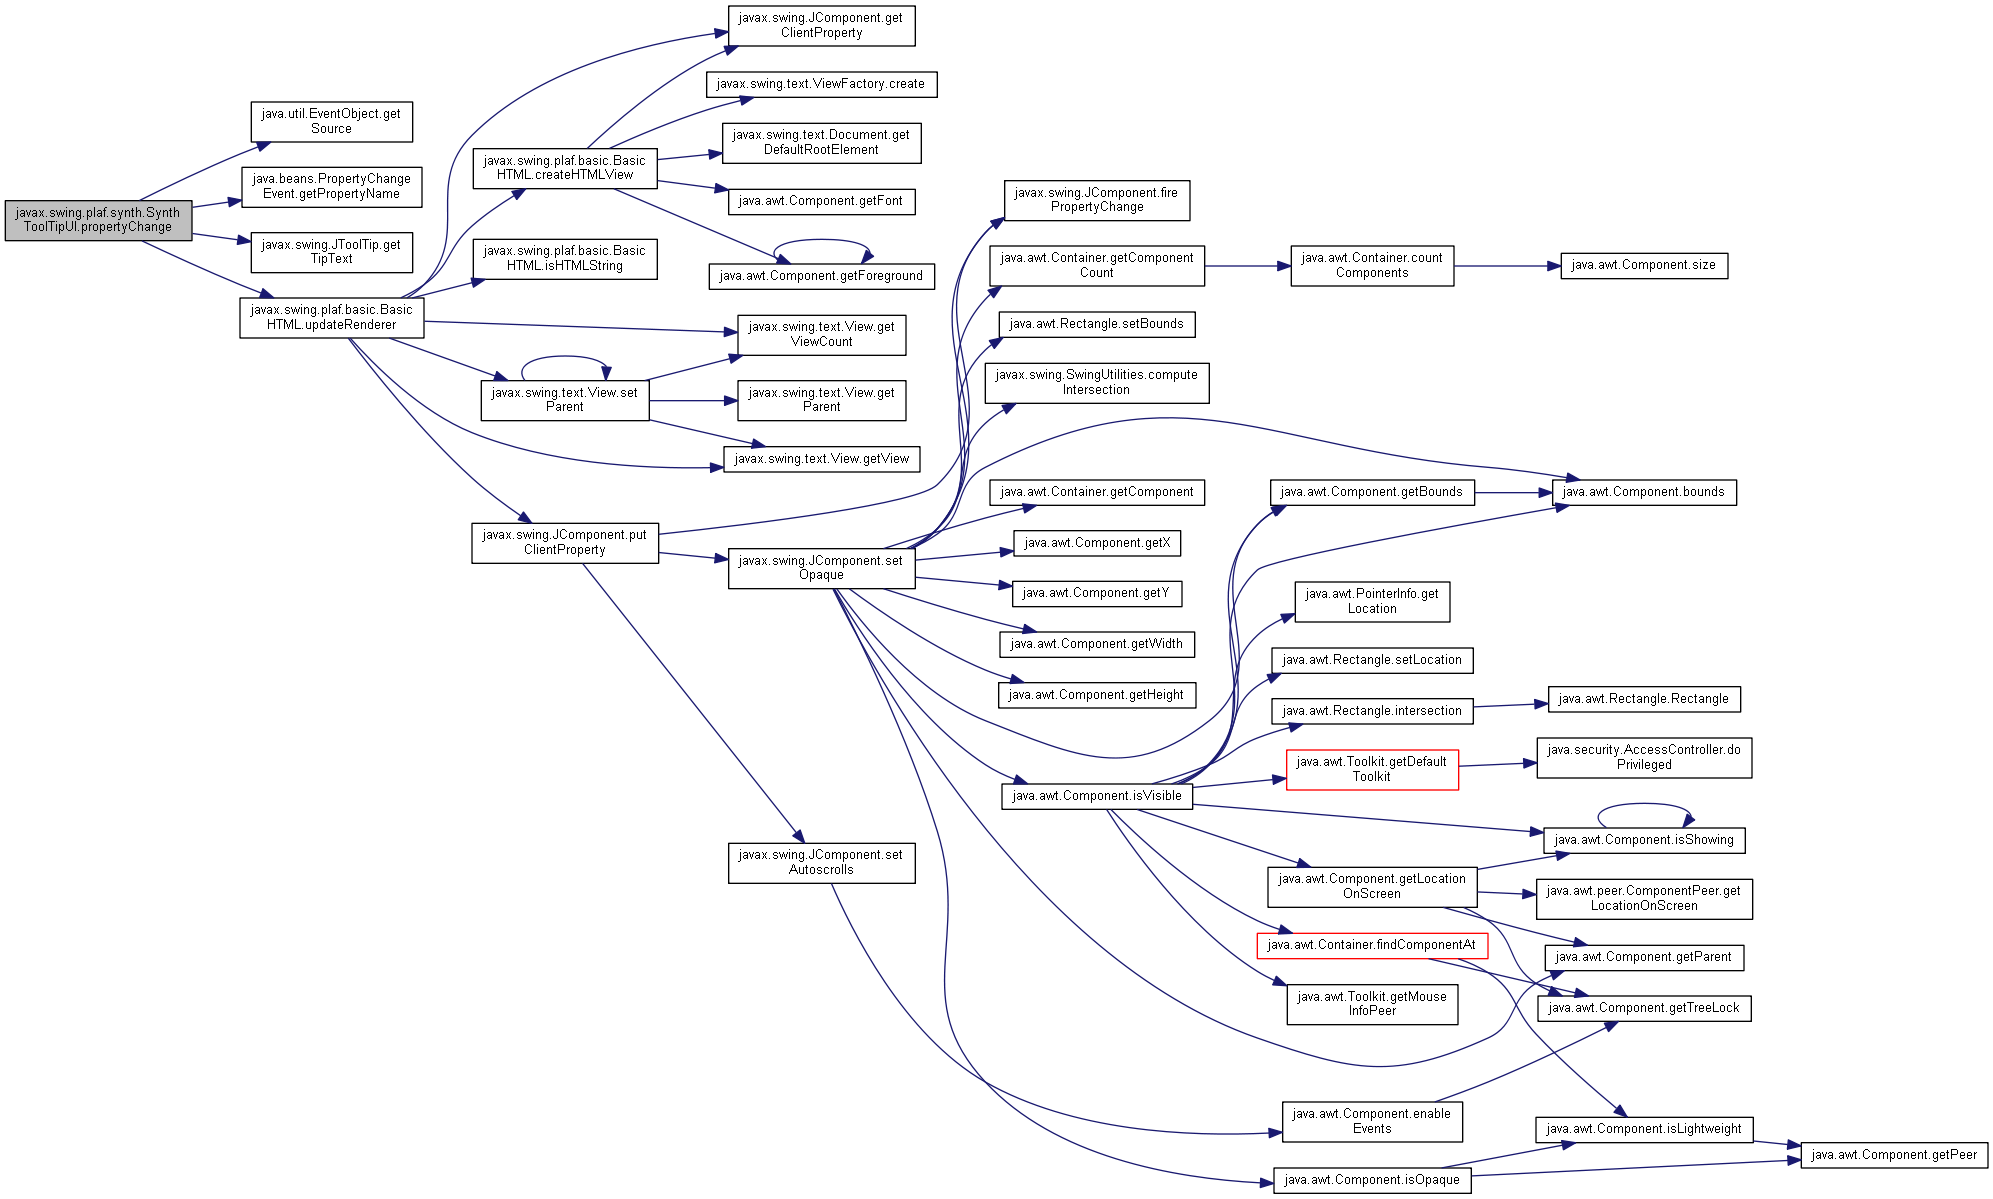 javax.swing.plaf.synth.Synth
ToolTipUI.propertyChange
java.util.EventObject.get
Source
java.beans.PropertyChange
Event.getPropertyName
javax.swing.JToolTip.get
TipText
javax.swing.plaf.basic.Basic
HTML.updateRenderer
javax.swing.plaf.basic.Basic
HTML.createHTMLView
javax.swing.plaf.basic.Basic
HTML.isHTMLString
javax.swing.text.View.set
Parent
javax.swing.JComponent.put
ClientProperty
javax.swing.JComponent.get
ClientProperty
javax.swing.text.ViewFactory.create
javax.swing.text.Document.get
DefaultRootElement
java.awt.Component.getFont
java.awt.Component.getForeground
javax.swing.text.View.get
ViewCount
javax.swing.text.View.get
Parent
javax.swing.text.View.getView
javax.swing.JComponent.set
Opaque
javax.swing.JComponent.set
Autoscrolls
javax.swing.JComponent.fire
PropertyChange
java.awt.Container.getComponent
Count
java.awt.Rectangle.setBounds
javax.swing.SwingUtilities.compute
Intersection
java.awt.Container.getComponent
java.awt.Component.getX
java.awt.Component.getY
java.awt.Component.getWidth
java.awt.Component.getHeight
java.awt.Component.isVisible
java.awt.Container.count
Components
java.awt.Component.getBounds
java.awt.PointerInfo.get
Location
java.awt.Rectangle.setLocation
java.awt.Rectangle.intersection
java.awt.Toolkit.getDefault
Toolkit
java.awt.Component.getLocation
OnScreen
java.awt.Container.findComponentAt
java.awt.Toolkit.getMouse
InfoPeer
java.awt.Component.enable
Events
java.awt.Component.isOpaque
java.awt.Component.size
java.awt.Component.bounds
java.awt.Rectangle.Rectangle
java.security.AccessController.do
Privileged
java.awt.Component.isShowing
java.awt.peer.ComponentPeer.get
LocationOnScreen
java.awt.Component.getParent
java.awt.Component.getTreeLock
java.awt.Component.isLightweight
java.awt.Component.getPeer